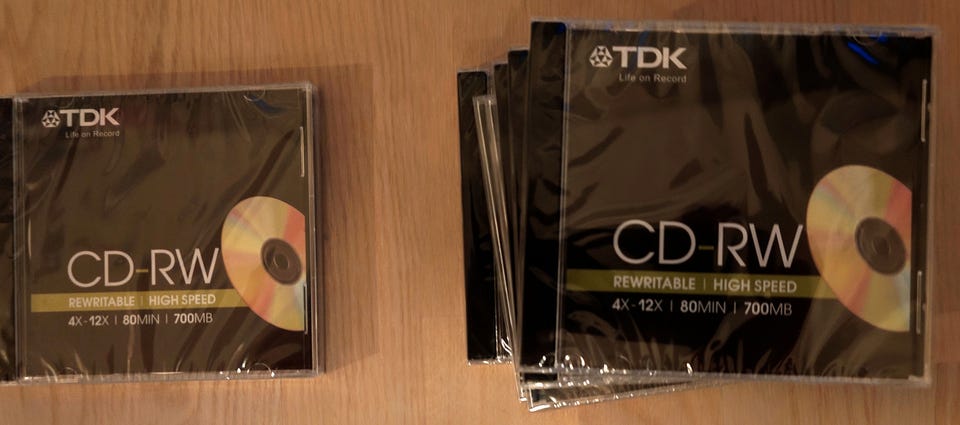 TDK
Life on Record
CD-RW
REWRITABLE | HIGH SPEED
4X-12X | 80MIN | 700MB
TDK
Life on Record
CD-RW
REWRITABLE | HIGH SPEED
4X-12X | 80MIN | 700MB